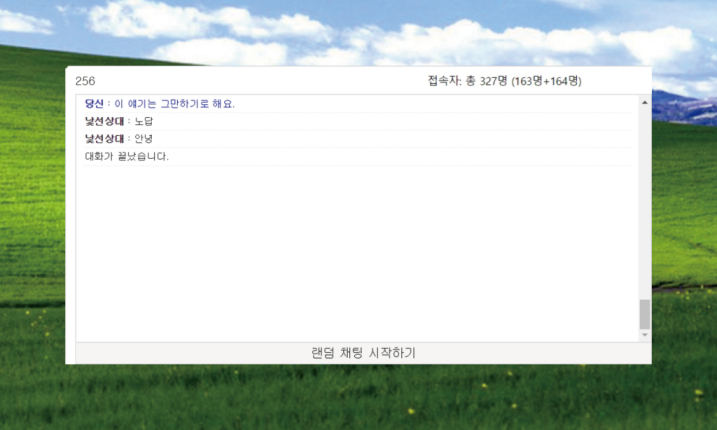 256
접속자: 총 327명 (163명+164명)
당신 : 이 얘기는 그만하기로 해요.
낯선상대 : 노답
낯선상대 : 안녕
대화가 끝났습니다.
랜덤 채팅 시작하기